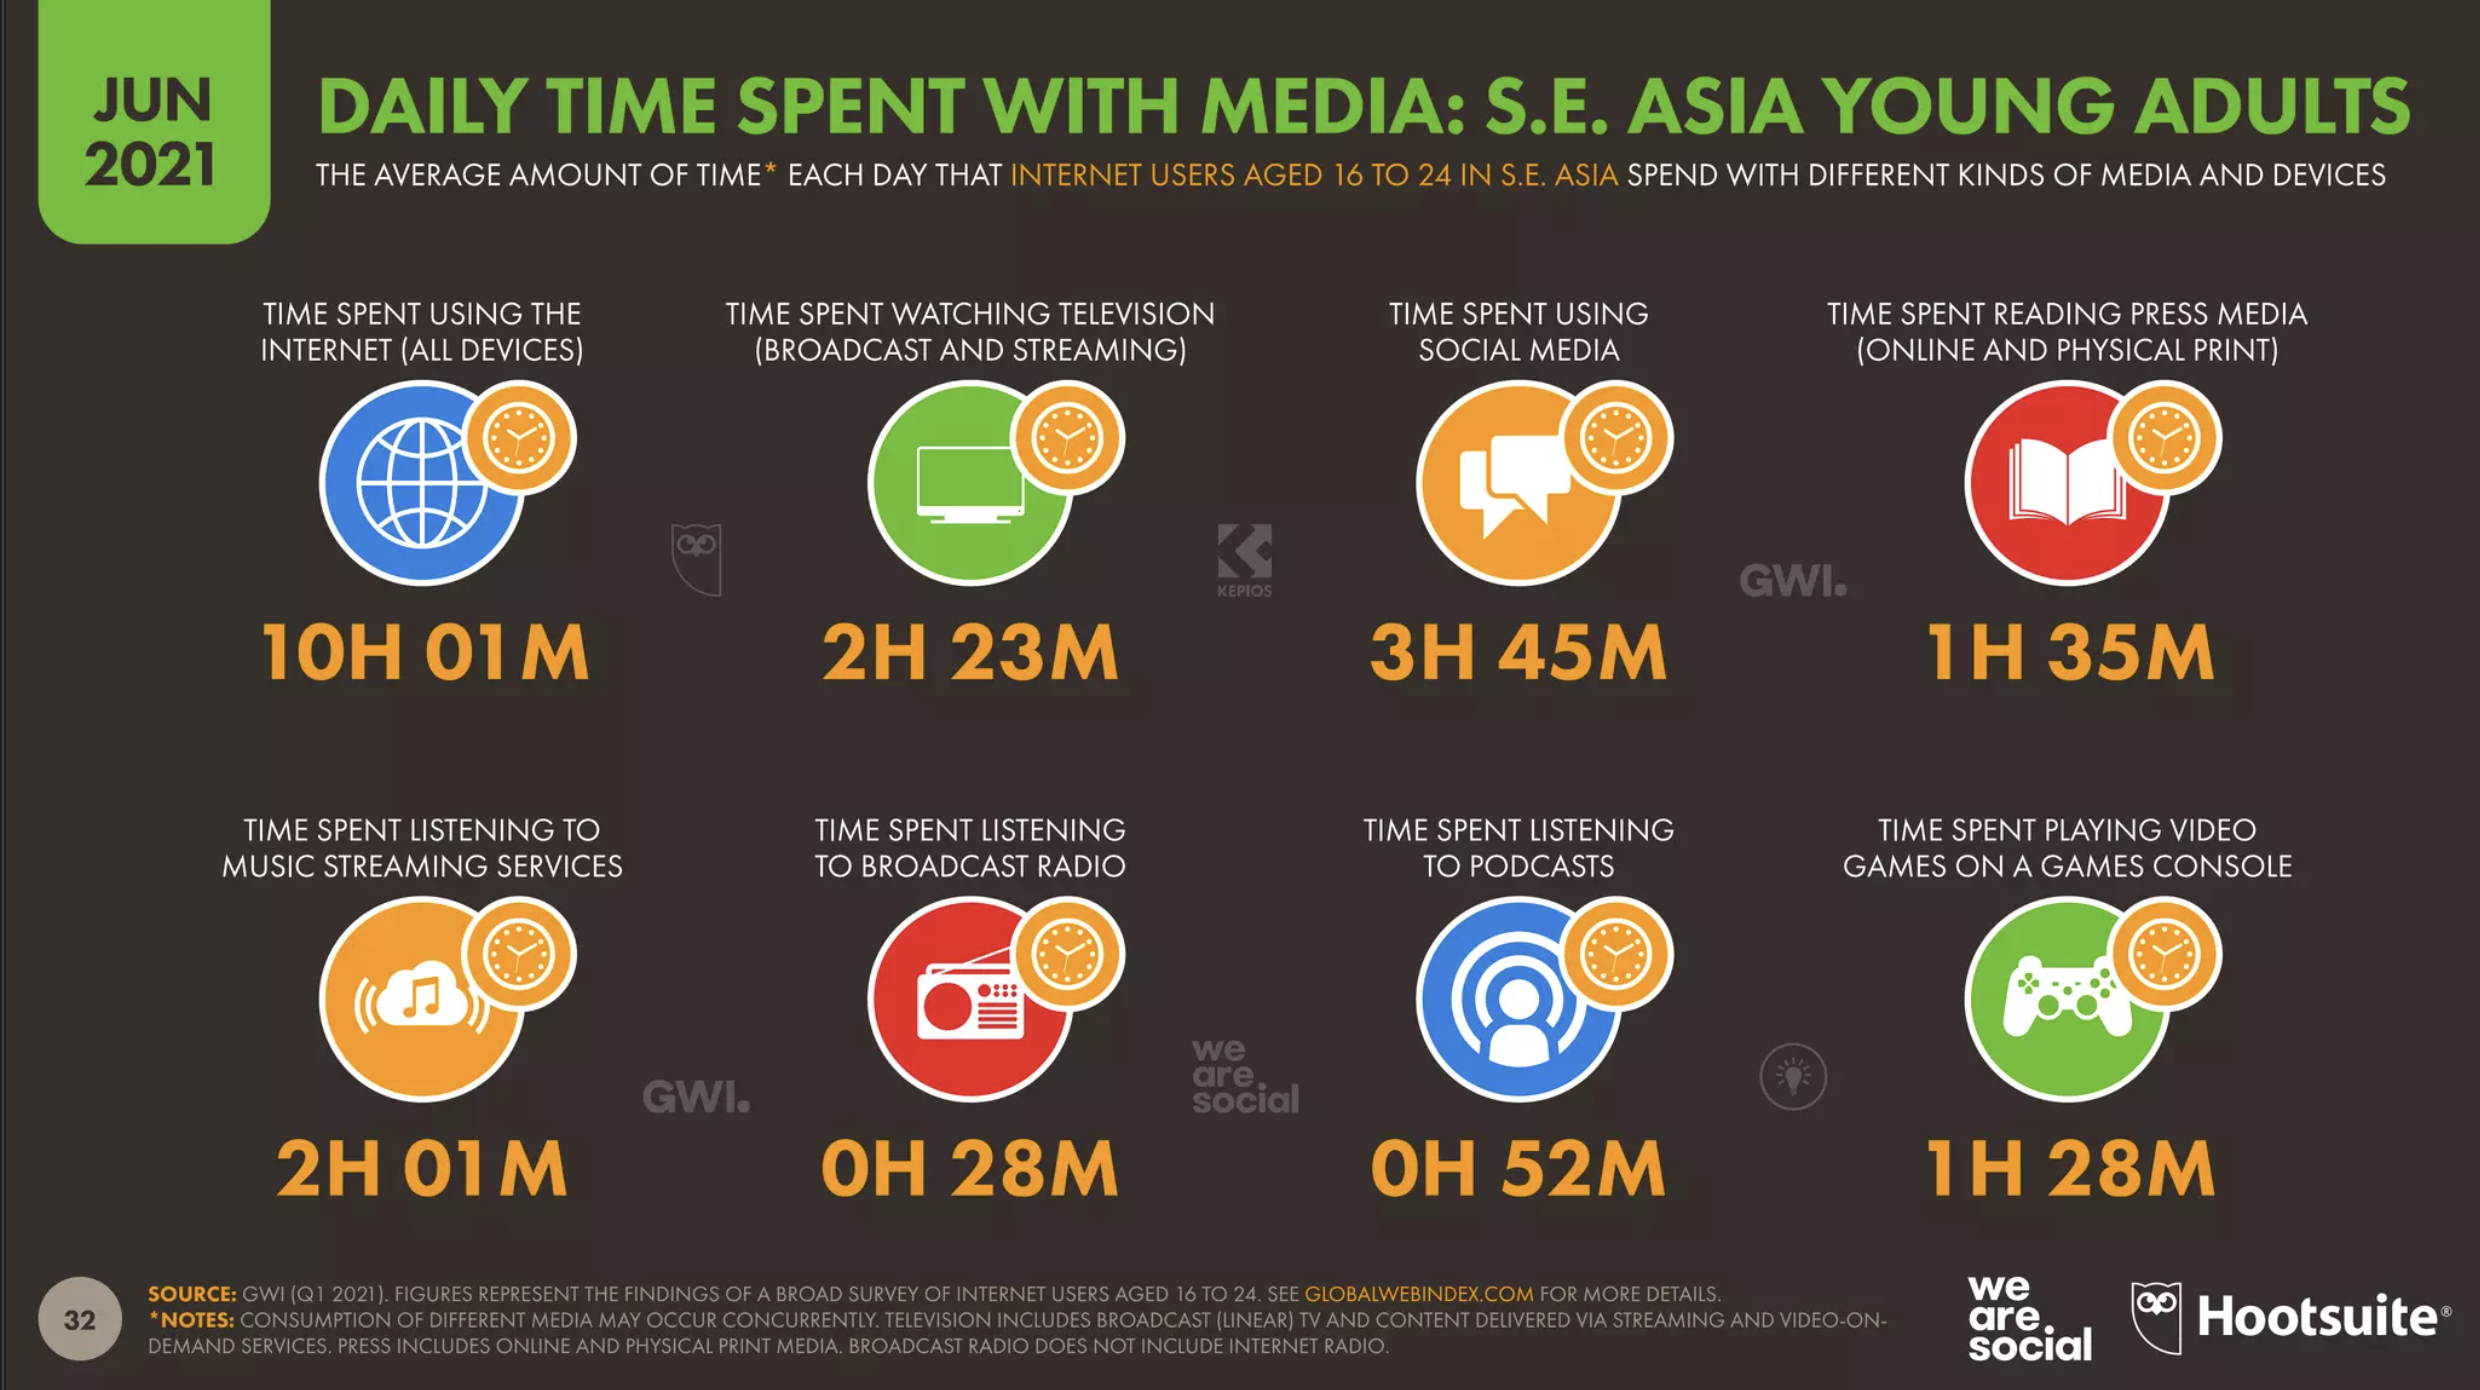 JUN
2021
DAILY TIME SPENT WITH MEDIA: S.E. ASIA YOUNG ADULTS
THE AVERAGE AMOUNT OF TIME* EACH DAY THAT INTERNET USERS AGED 16 TO 24 IN S.E. ASIA SPEND WITH DIFFERENT KINDS OF MEDIA AND DEVICES
TIME SPENT USING THE
INTERNET (ALL DEVICES)
10H 01M
TIME SPENT WATCHING TELEVISION
(BROADCAST AND STREAMING)
2H 23M
KEPIOS
TIME SPENT USING
SOCIAL MEDIA
3H 45M
GWI.
TIME SPENT READING PRESS MEDIA
(ONLINE AND PHYSICAL PRINT)
1H 35M
TIME SPENT LISTENING TO
MUSIC STREAMING SERVICES
2H 01M
GWI.
TIME SPENT LISTENING
TO BROADCAST RADIO
0H 28M
we
are
social
TIME SPENT LISTENING
TO PODCASTS
0H 52M
TIME SPENT PLAYING VIDEO
GAMES ON A GAMES CONSOLE
1H 28M
32
SOURCE: GWI (Q1 2021). FIGURES REPRESENT THE FINDINGS OF A BROAD SURVEY OF INTERNET USERS AGED 16 TO 24. SEE GLOBALWEBINDEX.COM FOR MORE DETAILS.
*NOTES: CONSUMPTION OF DIFFERENT MEDIA MAY OCCUR CONCURRENTLY. TELEVISION INCLUDES BROADCAST (LINEAR) TV AND CONTENT DELIVERED VIA STREAMING AND VIDEO-ON-
DEMAND SERVICES. PRESS INCLUDES ONLINE AND PHYSICAL PRINT MEDIA. BROADCAST RADIO DOES NOT INCLUDE INTERNET RADIO.
we
are
social
Hootsuite®